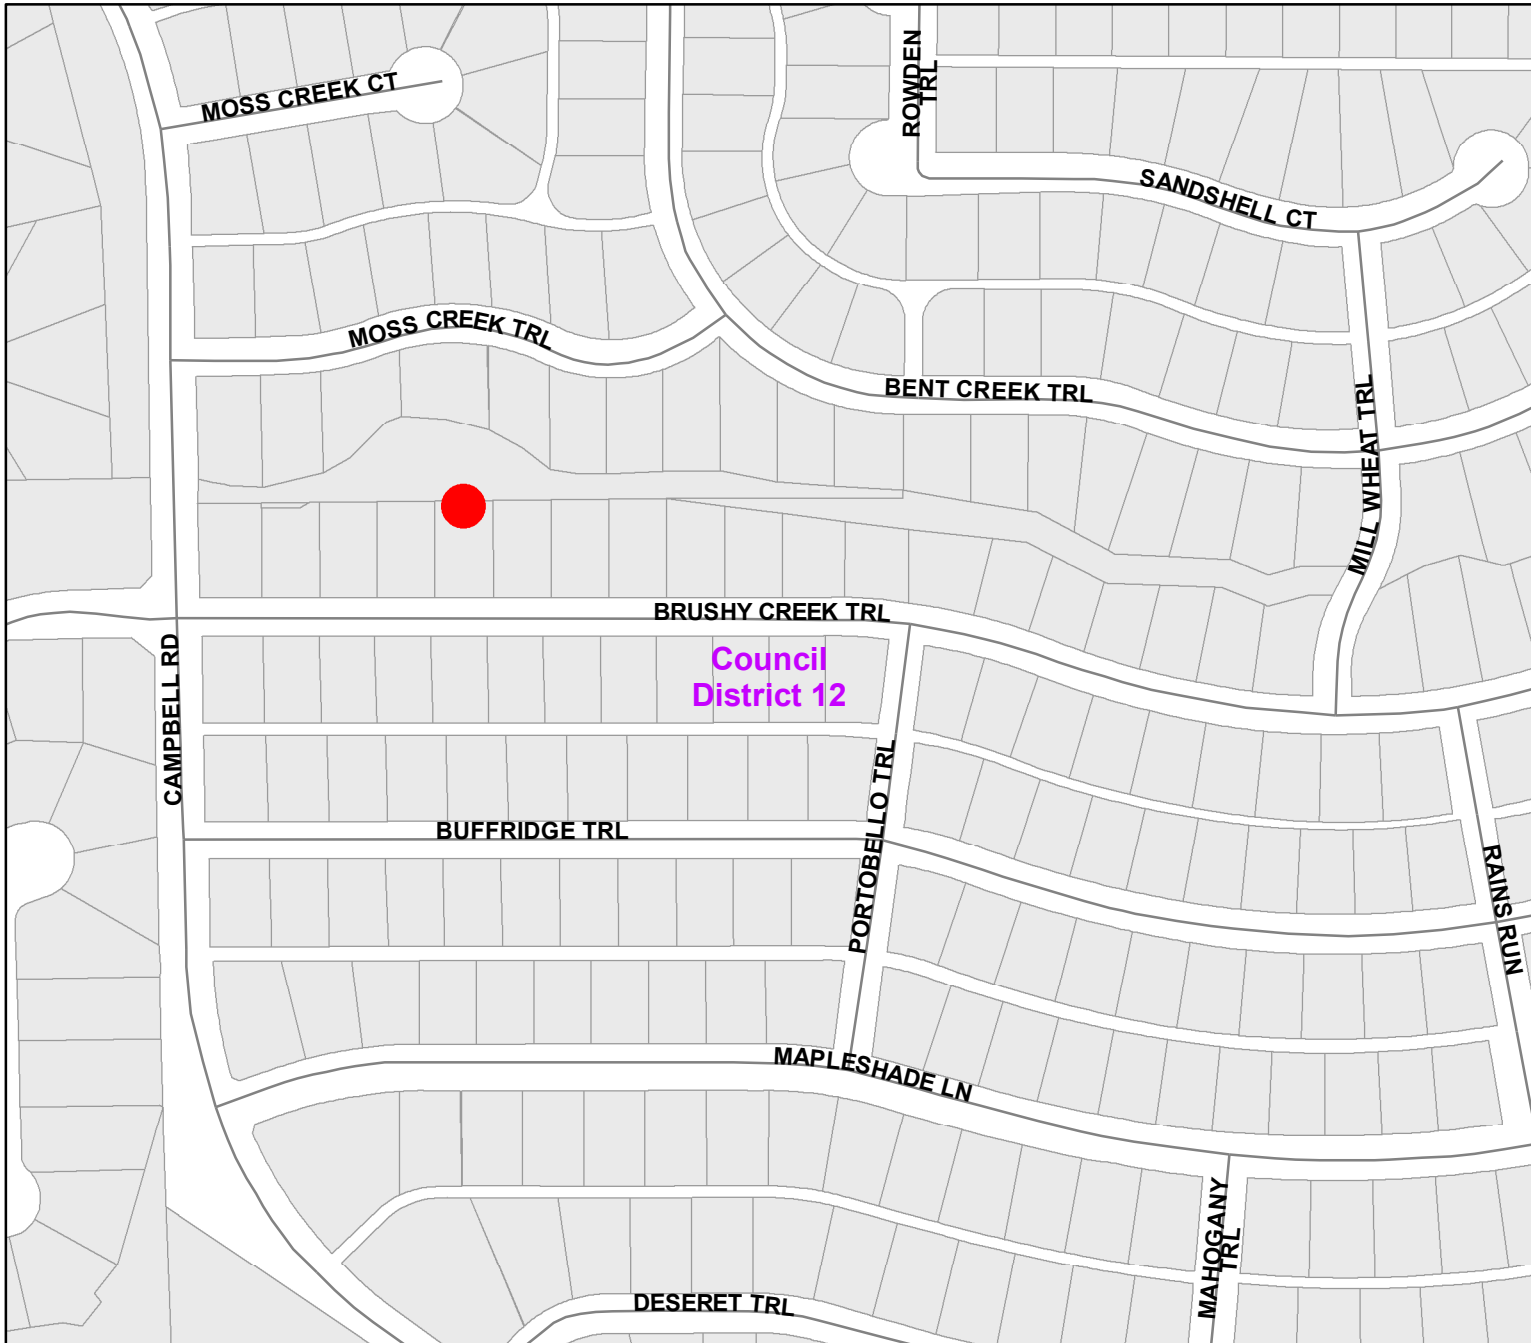 ROWDEN
TRL
MOSS CREEK CT
SANDSHELL CT
MOSS CREEK TRL
BENT CREEK TRL
MILL WHEAT TRL
BRUSHY CREEK TRL
Council
District 12
CAMPBELL RD
PORTOBELLO TRL
BUFFRIDGE TRL
RAINS RUN
MAPLESHADE LN
MAHOGANY
TRL
DESERET TRL